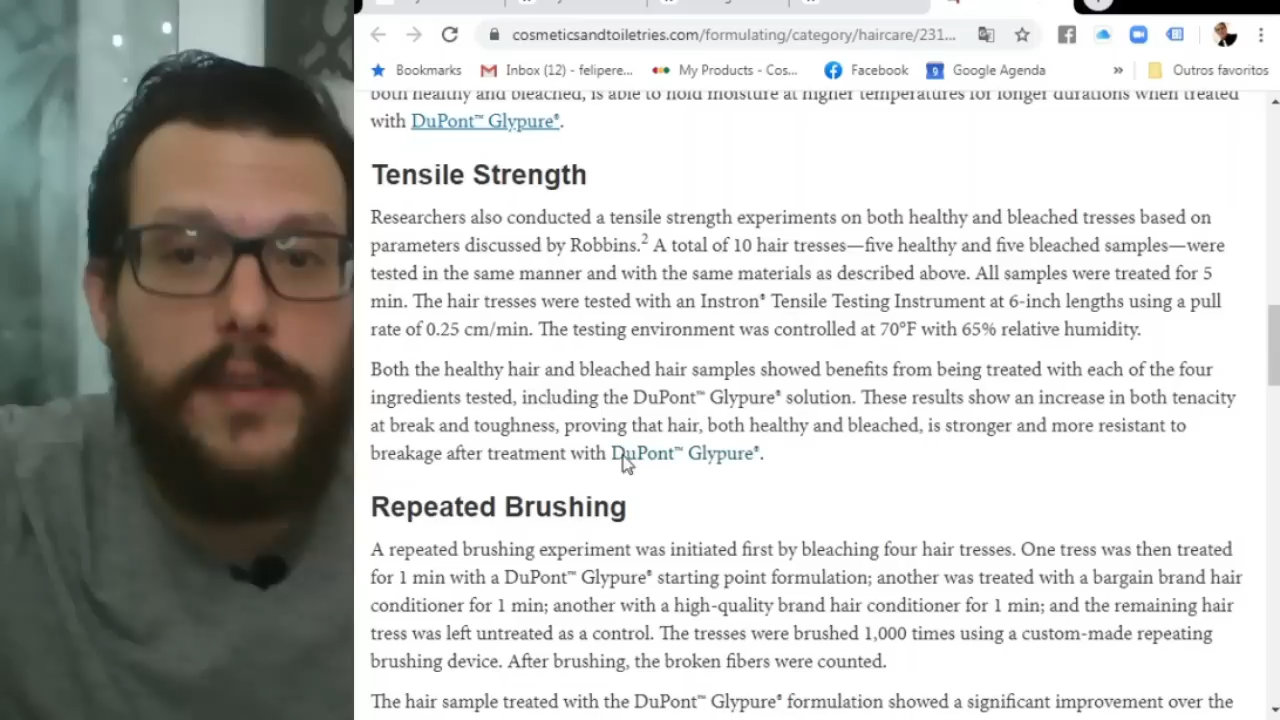 cosmeticsandtoiletries.com/formulating/category/haircare/231...
Bookmarks
Inbox (12) - felipere...
My Products - Cos...
Facebook
9
Google Agenda
»
Outros favoritos
both healthy and bleached, is able to hold moisture at higher temperatures for longer durations when treated
with DuPont™ Glypure®.
Tensile Strength
Researchers also conducted a tensile strength experiments on both healthy and bleached tresses based on
parameters discussed by Robbins.2 A total of 10 hair tresses—five healthy and five bleached samples—were
tested in the same manner and with the same materials as described above. All samples were treated for 5
min. The hair tresses were tested with an Instron® Tensile Testing Instrument at 6-inch lengths using a pull
rate of 0.25 cm/min. The testing environment was controlled at 70°F with 65% relative humidity.
Both the healthy hair and bleached hair samples showed benefits from being treated with each of the four
ingredients tested, including the DuPont™ Glypure® solution. These results show an increase in both tenacity
at break and toughness, proving that hair, both healthy and bleached, is stronger and more resistant to
breakage after treatment with DuPont™ Glypure®.
Repeated Brushing
A repeated brushing experiment was initiated first by bleaching four hair tresses. One tress was then treated
for 1 min with a DuPont™ Glypure® starting point formulation; another was treated with a bargain brand hair
conditioner for 1 min; another with a high-quality brand hair conditioner for 1 min; and the remaining hair
tress was left untreated as a control. The tresses were brushed 1,000 times using a custom-made repeating
brushing device. After brushing, the broken fibers were counted.
The hair sample treated with the DuPont™ Glypure® formulation showed a significant improvement over the